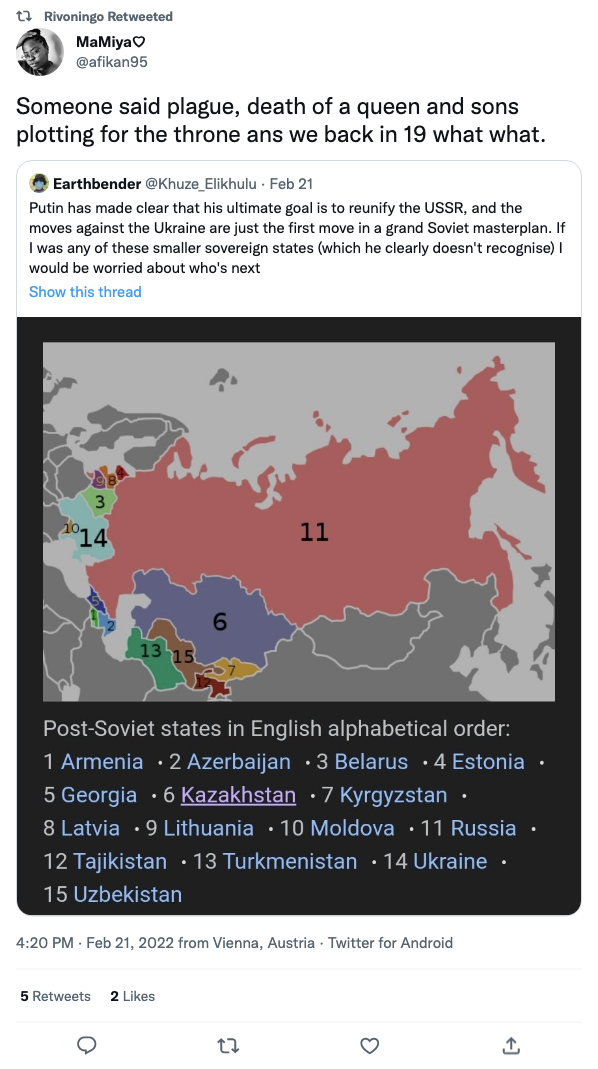 Rivoningo Retweeted
MaMiya♡
@afikan95
Someone said plague, death of a queen and sons
plotting for the throne ans we back in 19 what what.
Earthbender @Khuze_Elikhulu · Feb 21
Putin has made clear that his ultimate goal is to reunify the USSR, and the
moves against the Ukraine are just the first move in a grand Soviet masterplan. If
I was any of these smaller sovereign states (which he clearly doesn't recognise) I
would be worried about who's next
Show this thread
4
9
8
3
10
14
11
5
1
2
6
13
15
7
12
Post-Soviet states in English alphabetical order:
1 Armenia · 2 Azerbaijan · 3 Belarus · 4 Estonia ·
5 Georgia · 6 Kazakhstan · 7 Kyrgyzstan ·
8 Latvia · 9 Lithuania · 10 Moldova · 11 Russia ·
12 Tajikistan · 13 Turkmenistan · 14 Ukraine ·
15 Uzbekistan
4:20 PM · Feb 21, 2022 from Vienna, Austria · Twitter for Android
5 Retweets 2 Likes